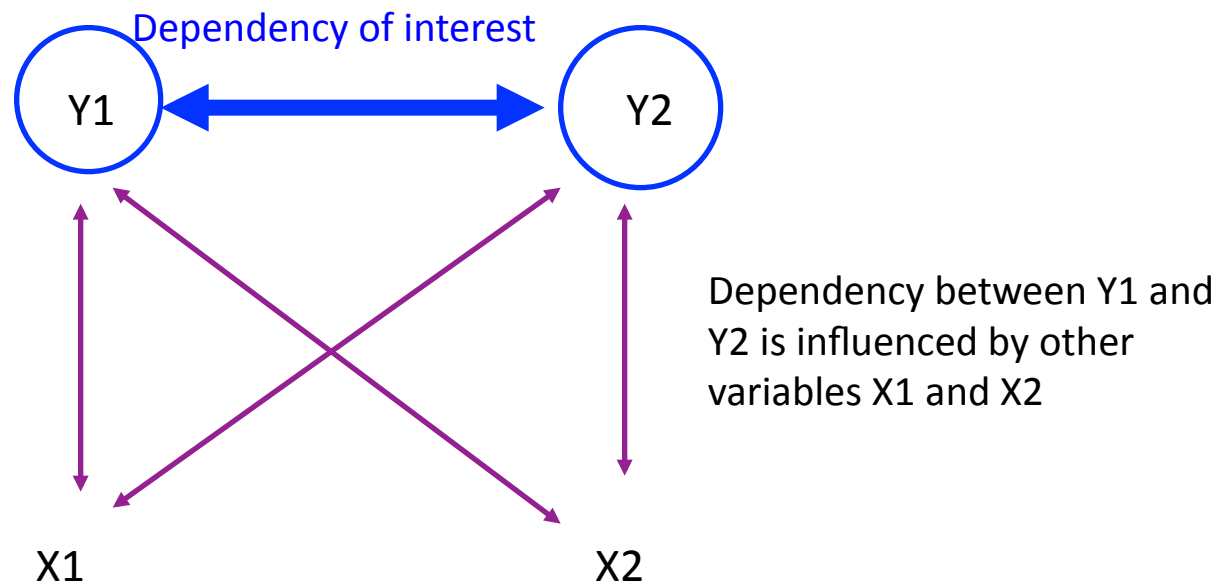 Dependency of interest
Y1
Y2
Dependency between Y1 and
Y2 is influenced by other
variables X1 and X2
X1
X2